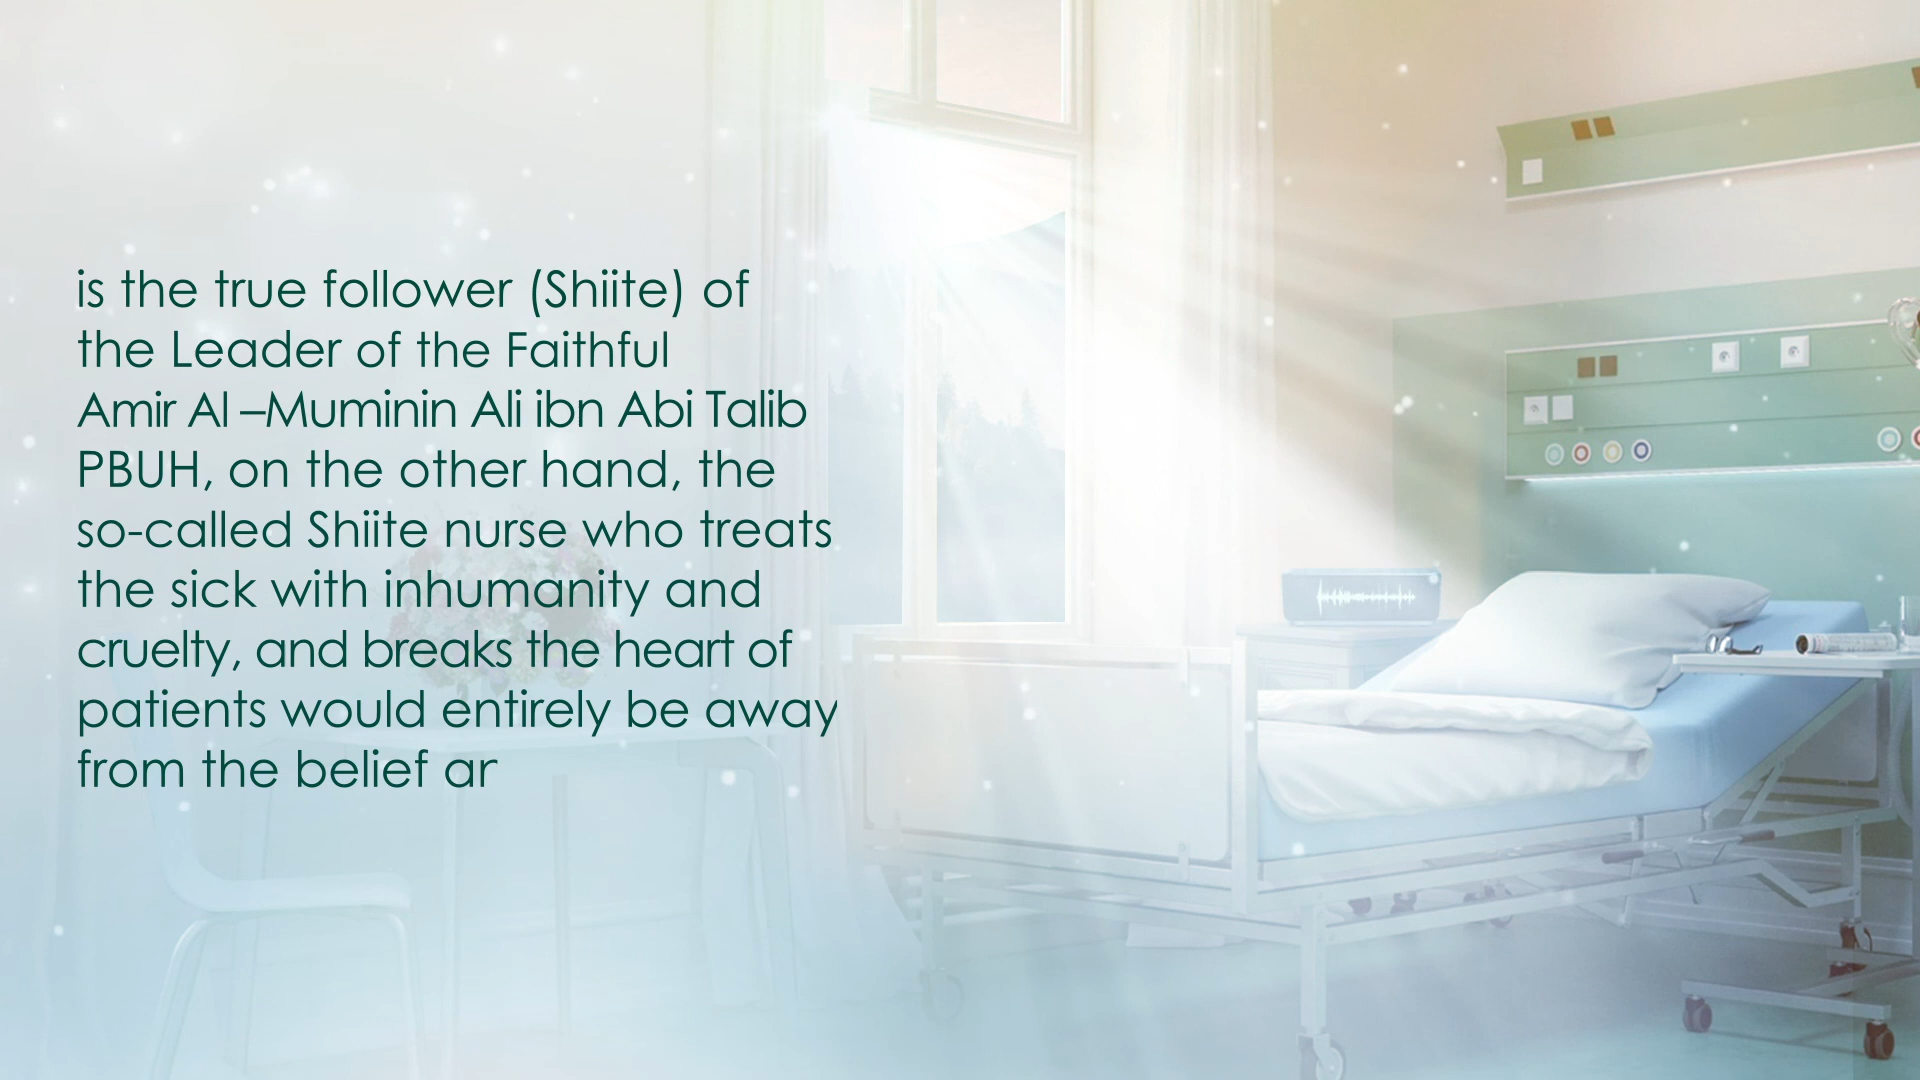 is the true follower (Shiite) of
the Leader of the Faithful
Amir Al –Muminin Ali ibn Abi Talib
PBUH, on the other hand, the
so-called Shiite nurse who treats
the sick with inhumanity and
cruelty, and breaks the heart of
patients would entirely be away
from the belief ar